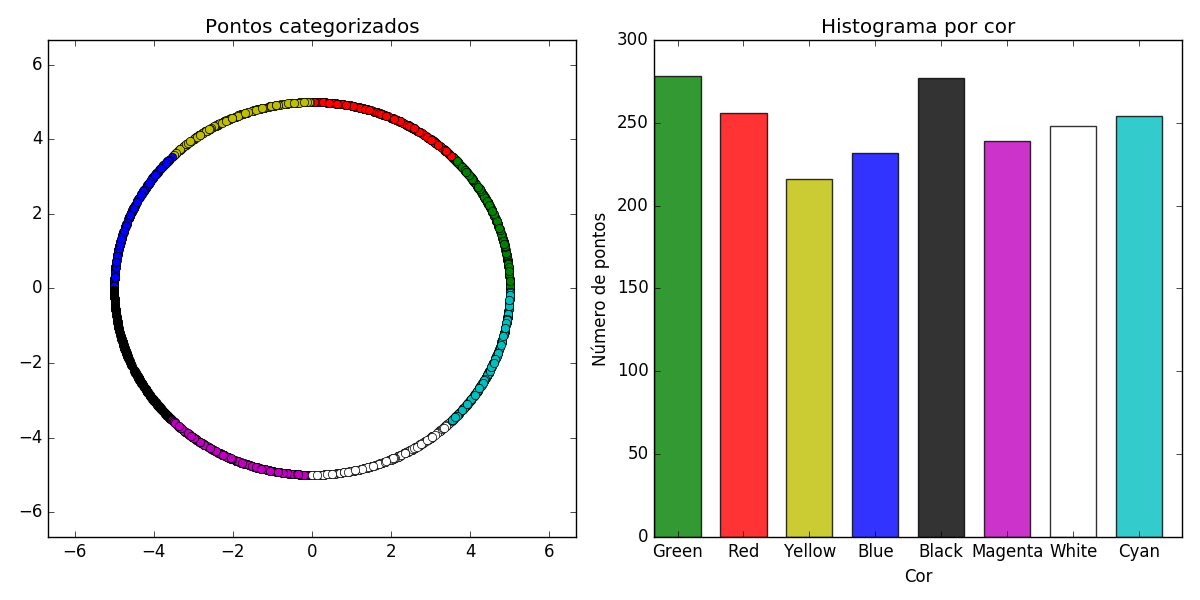 Pontos categorizados
6
4
2
0
−2
−4
−6
−6 −4 −2 0 2 4 6
Histograma por cor
300
250
200
150
100
50
0
Número de pontos
Green Red Yellow Blue Black Magenta White Cyan
Cor